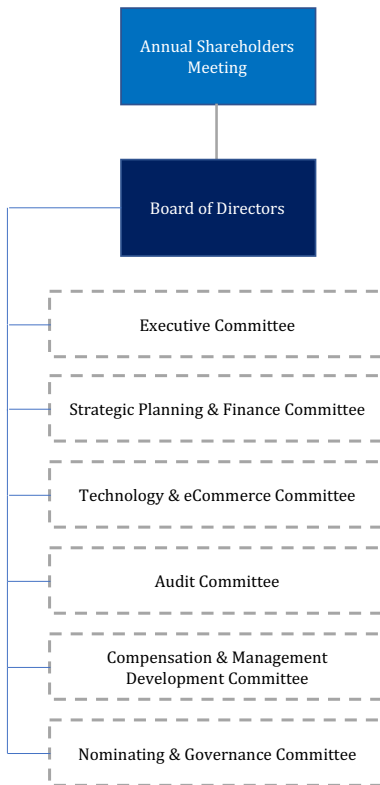 Annual Shareholders
Meeting
Board of Directors
Executive Committee
Strategic Planning & Finance Committee
Technology & eCommerce Committee
Audit Committee
Compensation & Management
Development Committee
Nominating & Governance Committee